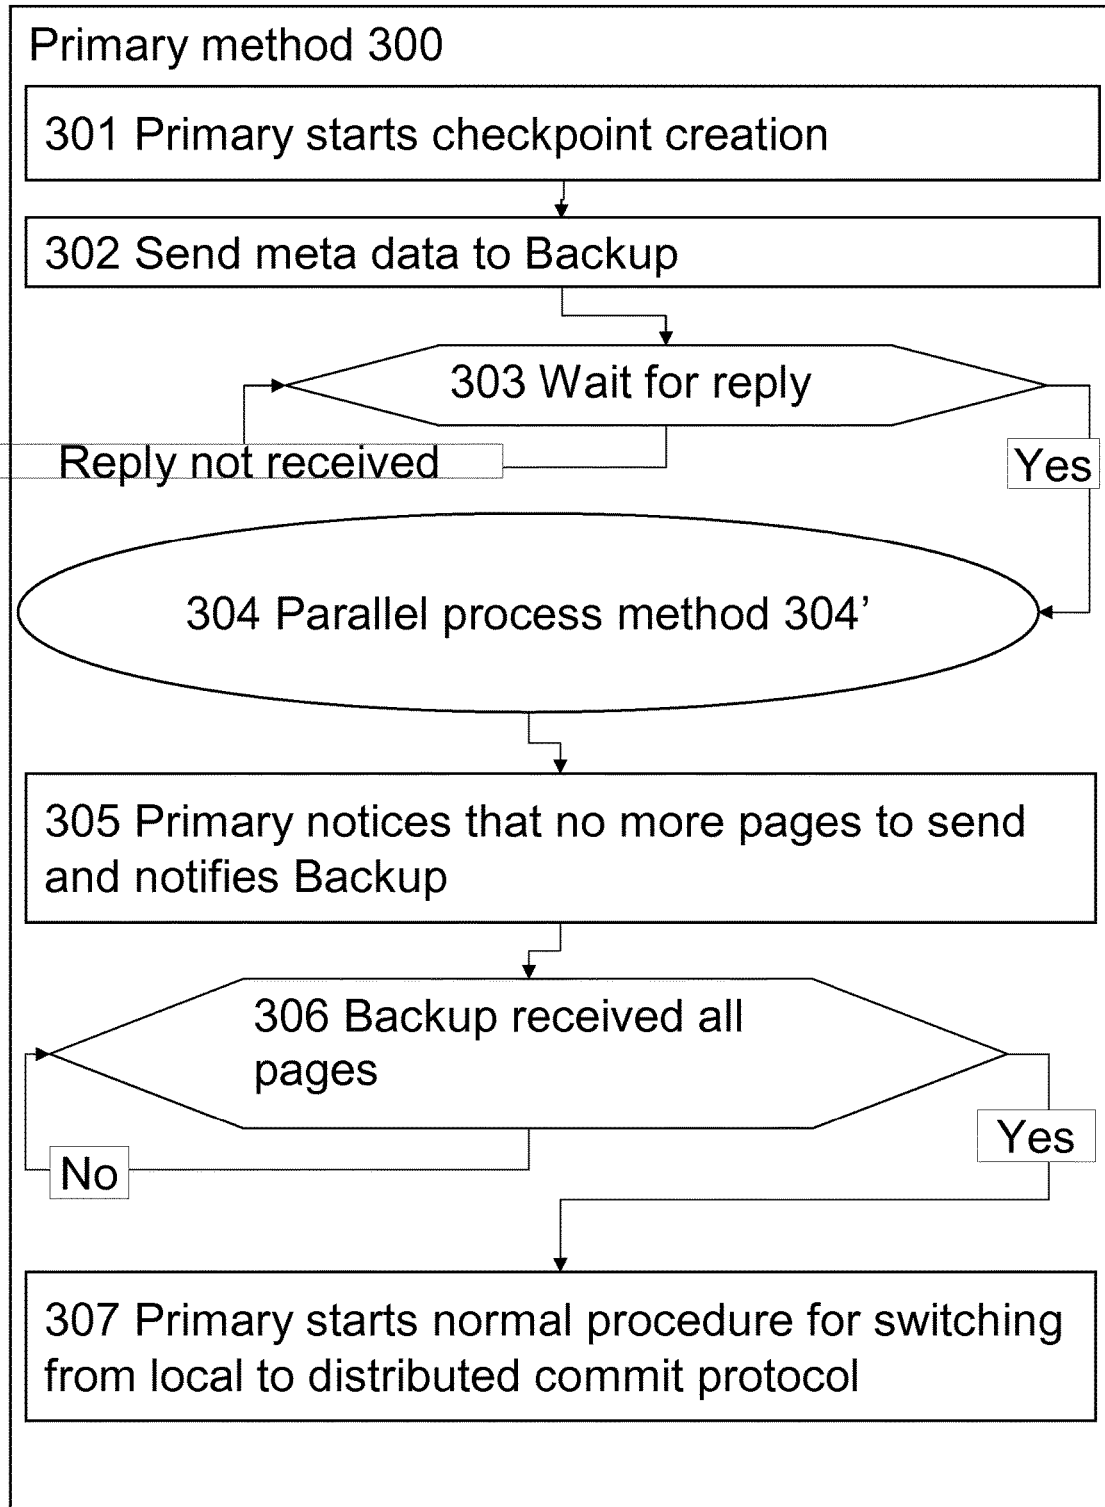 Primary method 300
301 Primary starts checkpoint creation
302 Send meta data to Backup
303 Wait for reply
Reply not received
Yes
304 Parallel process method 304’
305 Primary notices that no more pages to send
and notifies Backup
306 Backup received all
pages
Yes
No
307 Primary starts normal procedure for switching
from local to distributed commit protocol